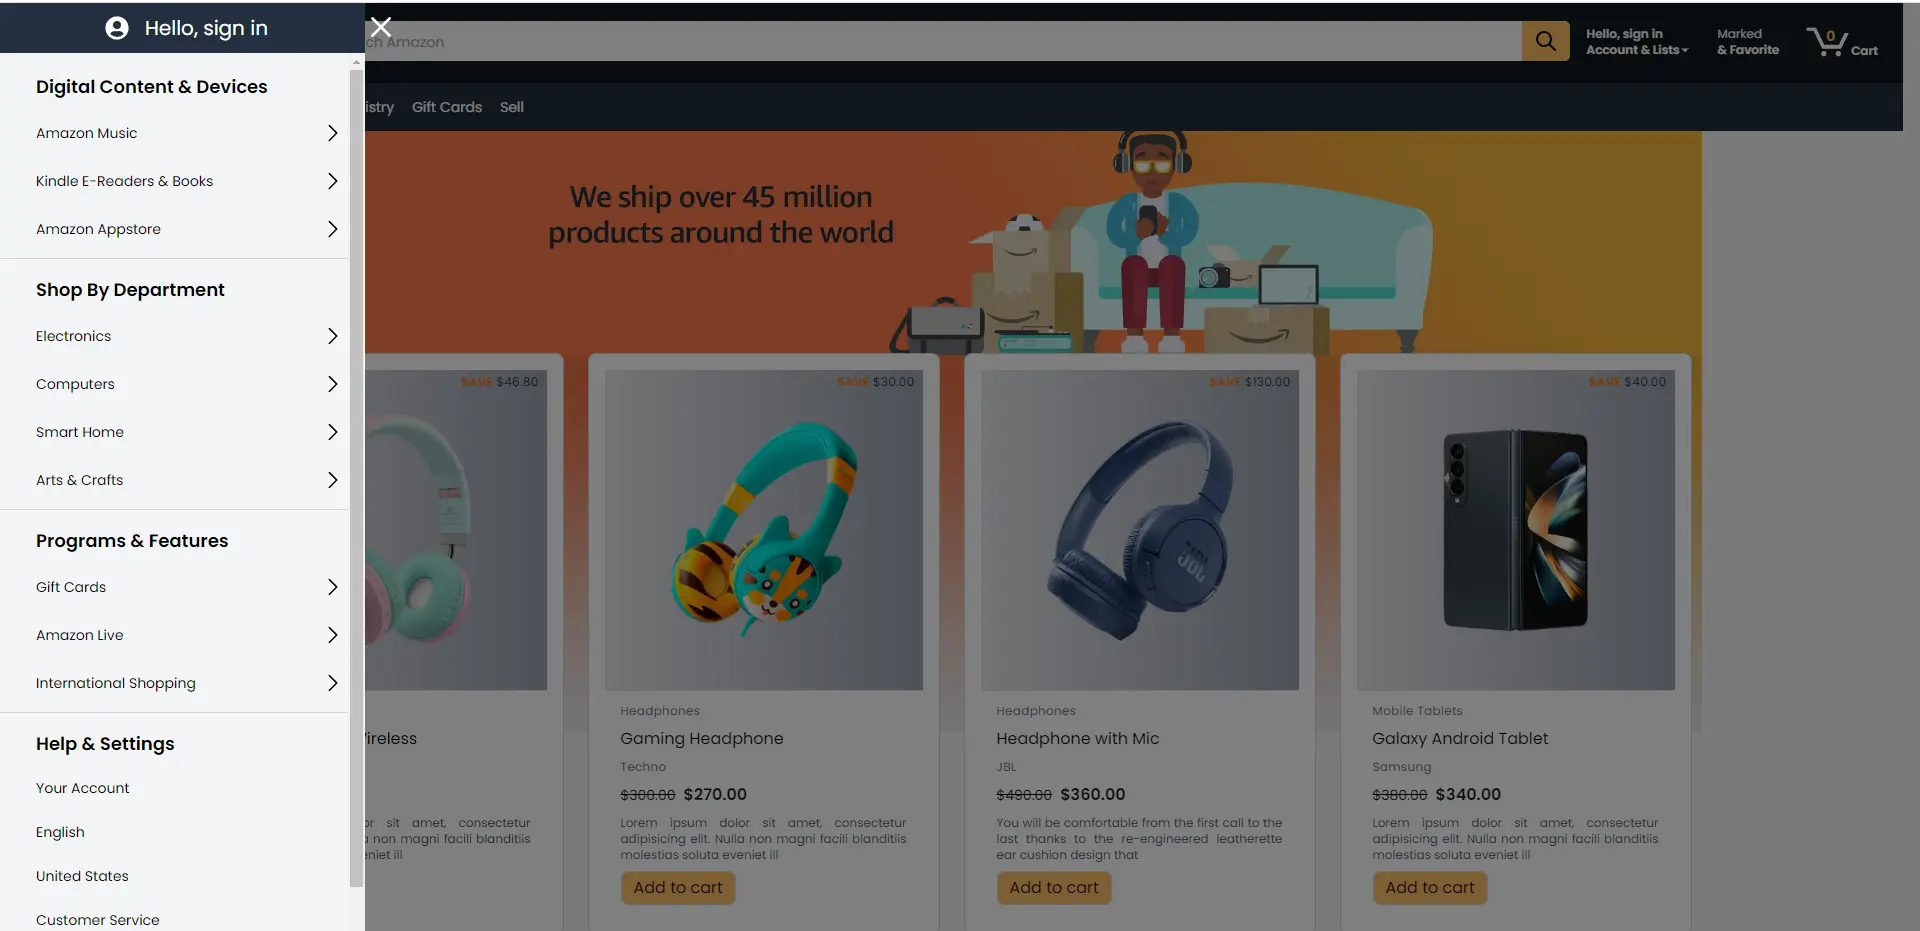 Hello, sign in
Digital Content & Devices
Amazon Music
Kindle E-Readers & Books
Amazon Appstore
Shop By Department
Electronics
Computers
Smart Home
Arts & Crafts
Programs & Features
Gift Cards
Amazon Live
International Shopping
Help & Settings
Your Account
English
United States
Customer Service
ch Amazon
Hello, sign in
Account & Lists
Marked
& Favorite
0
Cart
istry Gift Cards Sell
We ship over 45 million
products around the world
SAVE $46.80
ireless
or sit amet, consectetur
a non magni facili blanditiis
eniet ill
SAVE $30.00
Headphones
Gaming Headphone
Techno
$300.00 $270.00
Lorem ipsum dolor sit amet, consectetur
adipisicing elit. Nulla non magni facili blanditiis
molestias soluta eveniet ill
Add to cart
SAVE $130.00
JBL
Headphones
Headphone with Mic
JBL
$490.00 $360.00
You will be comfortable from the first call to the
last thanks to the re-engineered leatherette
ear cushion design that
Add to cart
SAVE $40.00
Mobile Tablets
Galaxy Android Tablet
Samsung
$380.00 $340.00
Lorem ipsum dolor sit amet, consectetur
adipisicing elit. Nulla non magni facili blanditiis
molestias soluta eveniet ill
Add to cart